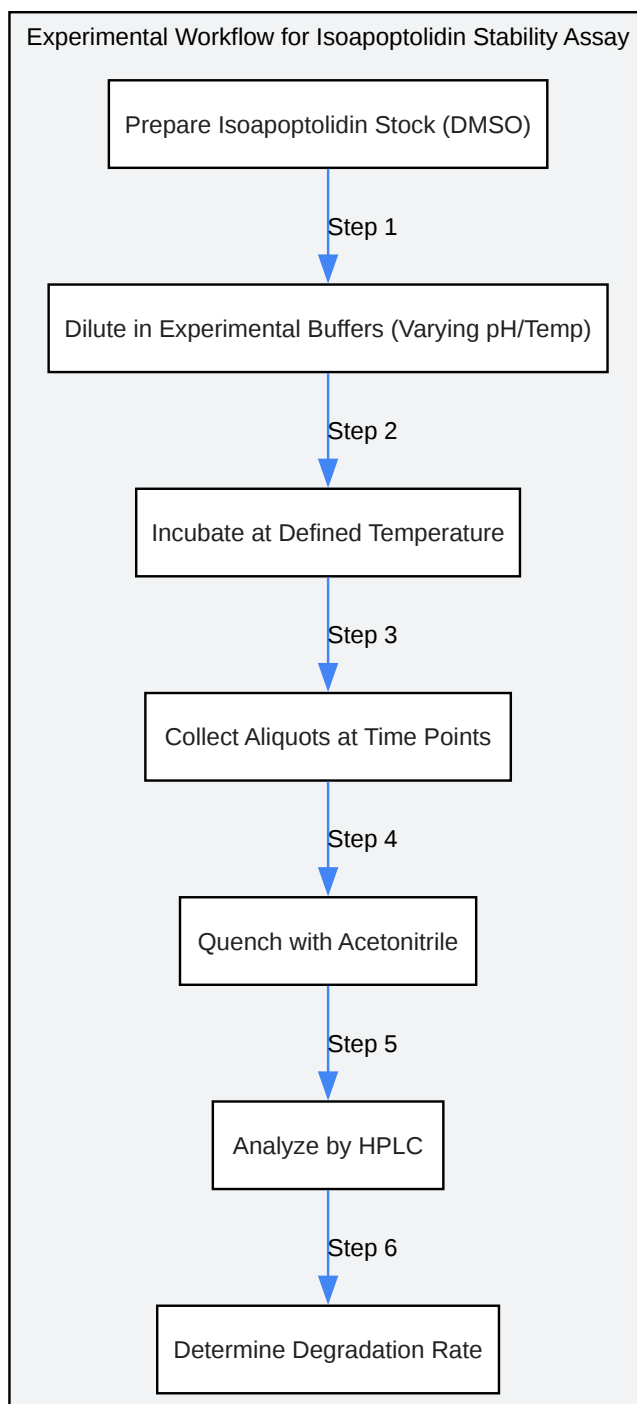 Experimental Workflow for Isoapoptolidin Stability Assay
Prepare Isoapoptolidin Stock (DMSO)
Step 1
Dilute in Experimental Buffers (Varying pH/Temp)
Step 2
Incubate at Defined Temperature
Step 3
Collect Aliquots at Time Points
Step 4
Quench with Acetonitrile
Step 5
Analyze by HPLC
Step 6
Determine Degradation Rate